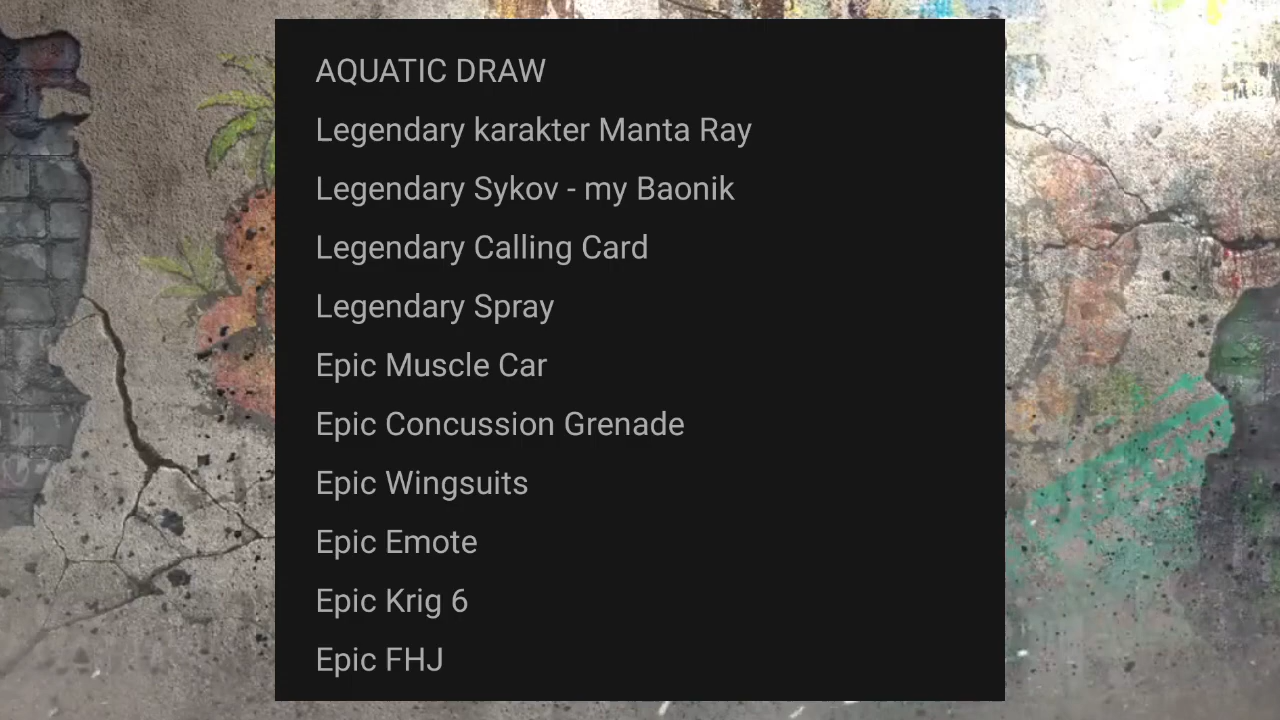 AQUATIC DRAW
Legendary karakter Manta Ray
Legendary Sykov - my Baonik
Legendary Calling Card
Legendary Spray
Epic Muscle Car
Epic Concussion Grenade
Epic Wingsuits
Epic Emote
Epic Krig 6
Epic FHJ